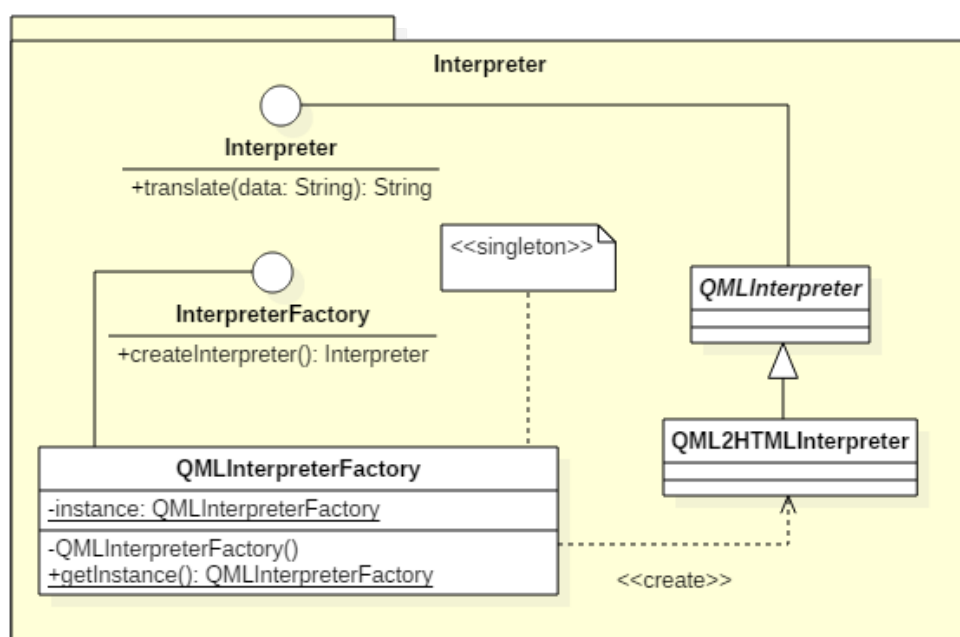 Interpreter
Interpreter
+translate(data: String): String
<<singleton>>
QMLInterpreter
InterpreterFactory
+createInterpreter(): Interpreter
QML2HTMLInterpreter
QMLInterpreterFactory
-instance: QMLInterpreterFactory
-QMLInterpreterFactory()
+getInstance(): QMLInterpreterFactory
<<create>>